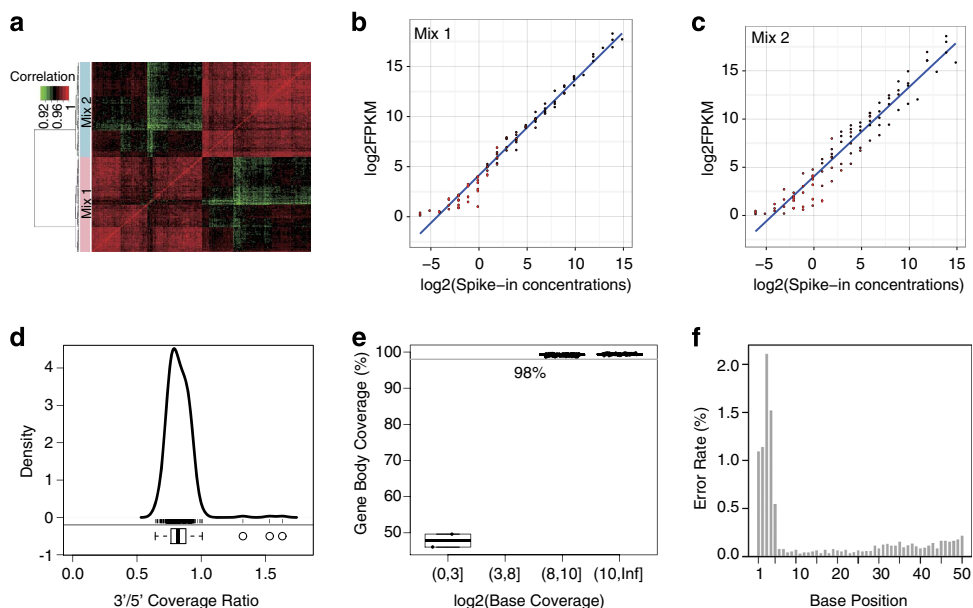 a
Correlation
0.92
0.96
1
Mix 2
Mix 1
b
Mix 1
log2FPKM
15
10
5
0
−5 0 5 10 15
log2(Spike−in concentrations)
c
Mix 2
log2FPKM
15
10
5
0
−5 0 5 10 15
log2(Spike−in concentrations)
d
Density
4
3
2
1
0
-1
0.0 0.5 1.0 1.5
3’/5’ Coverage Ratio
e
Gene Body Coverage (%)
100
90
80
70
60
50
98%
(0,3] (3,8] (8,10] (10,Inf]
log2(Base Coverage)
f
Error Rate (%)
2.0
1.5
1.0
0.5
0.0
1 10 20 30 40 50
Base Position